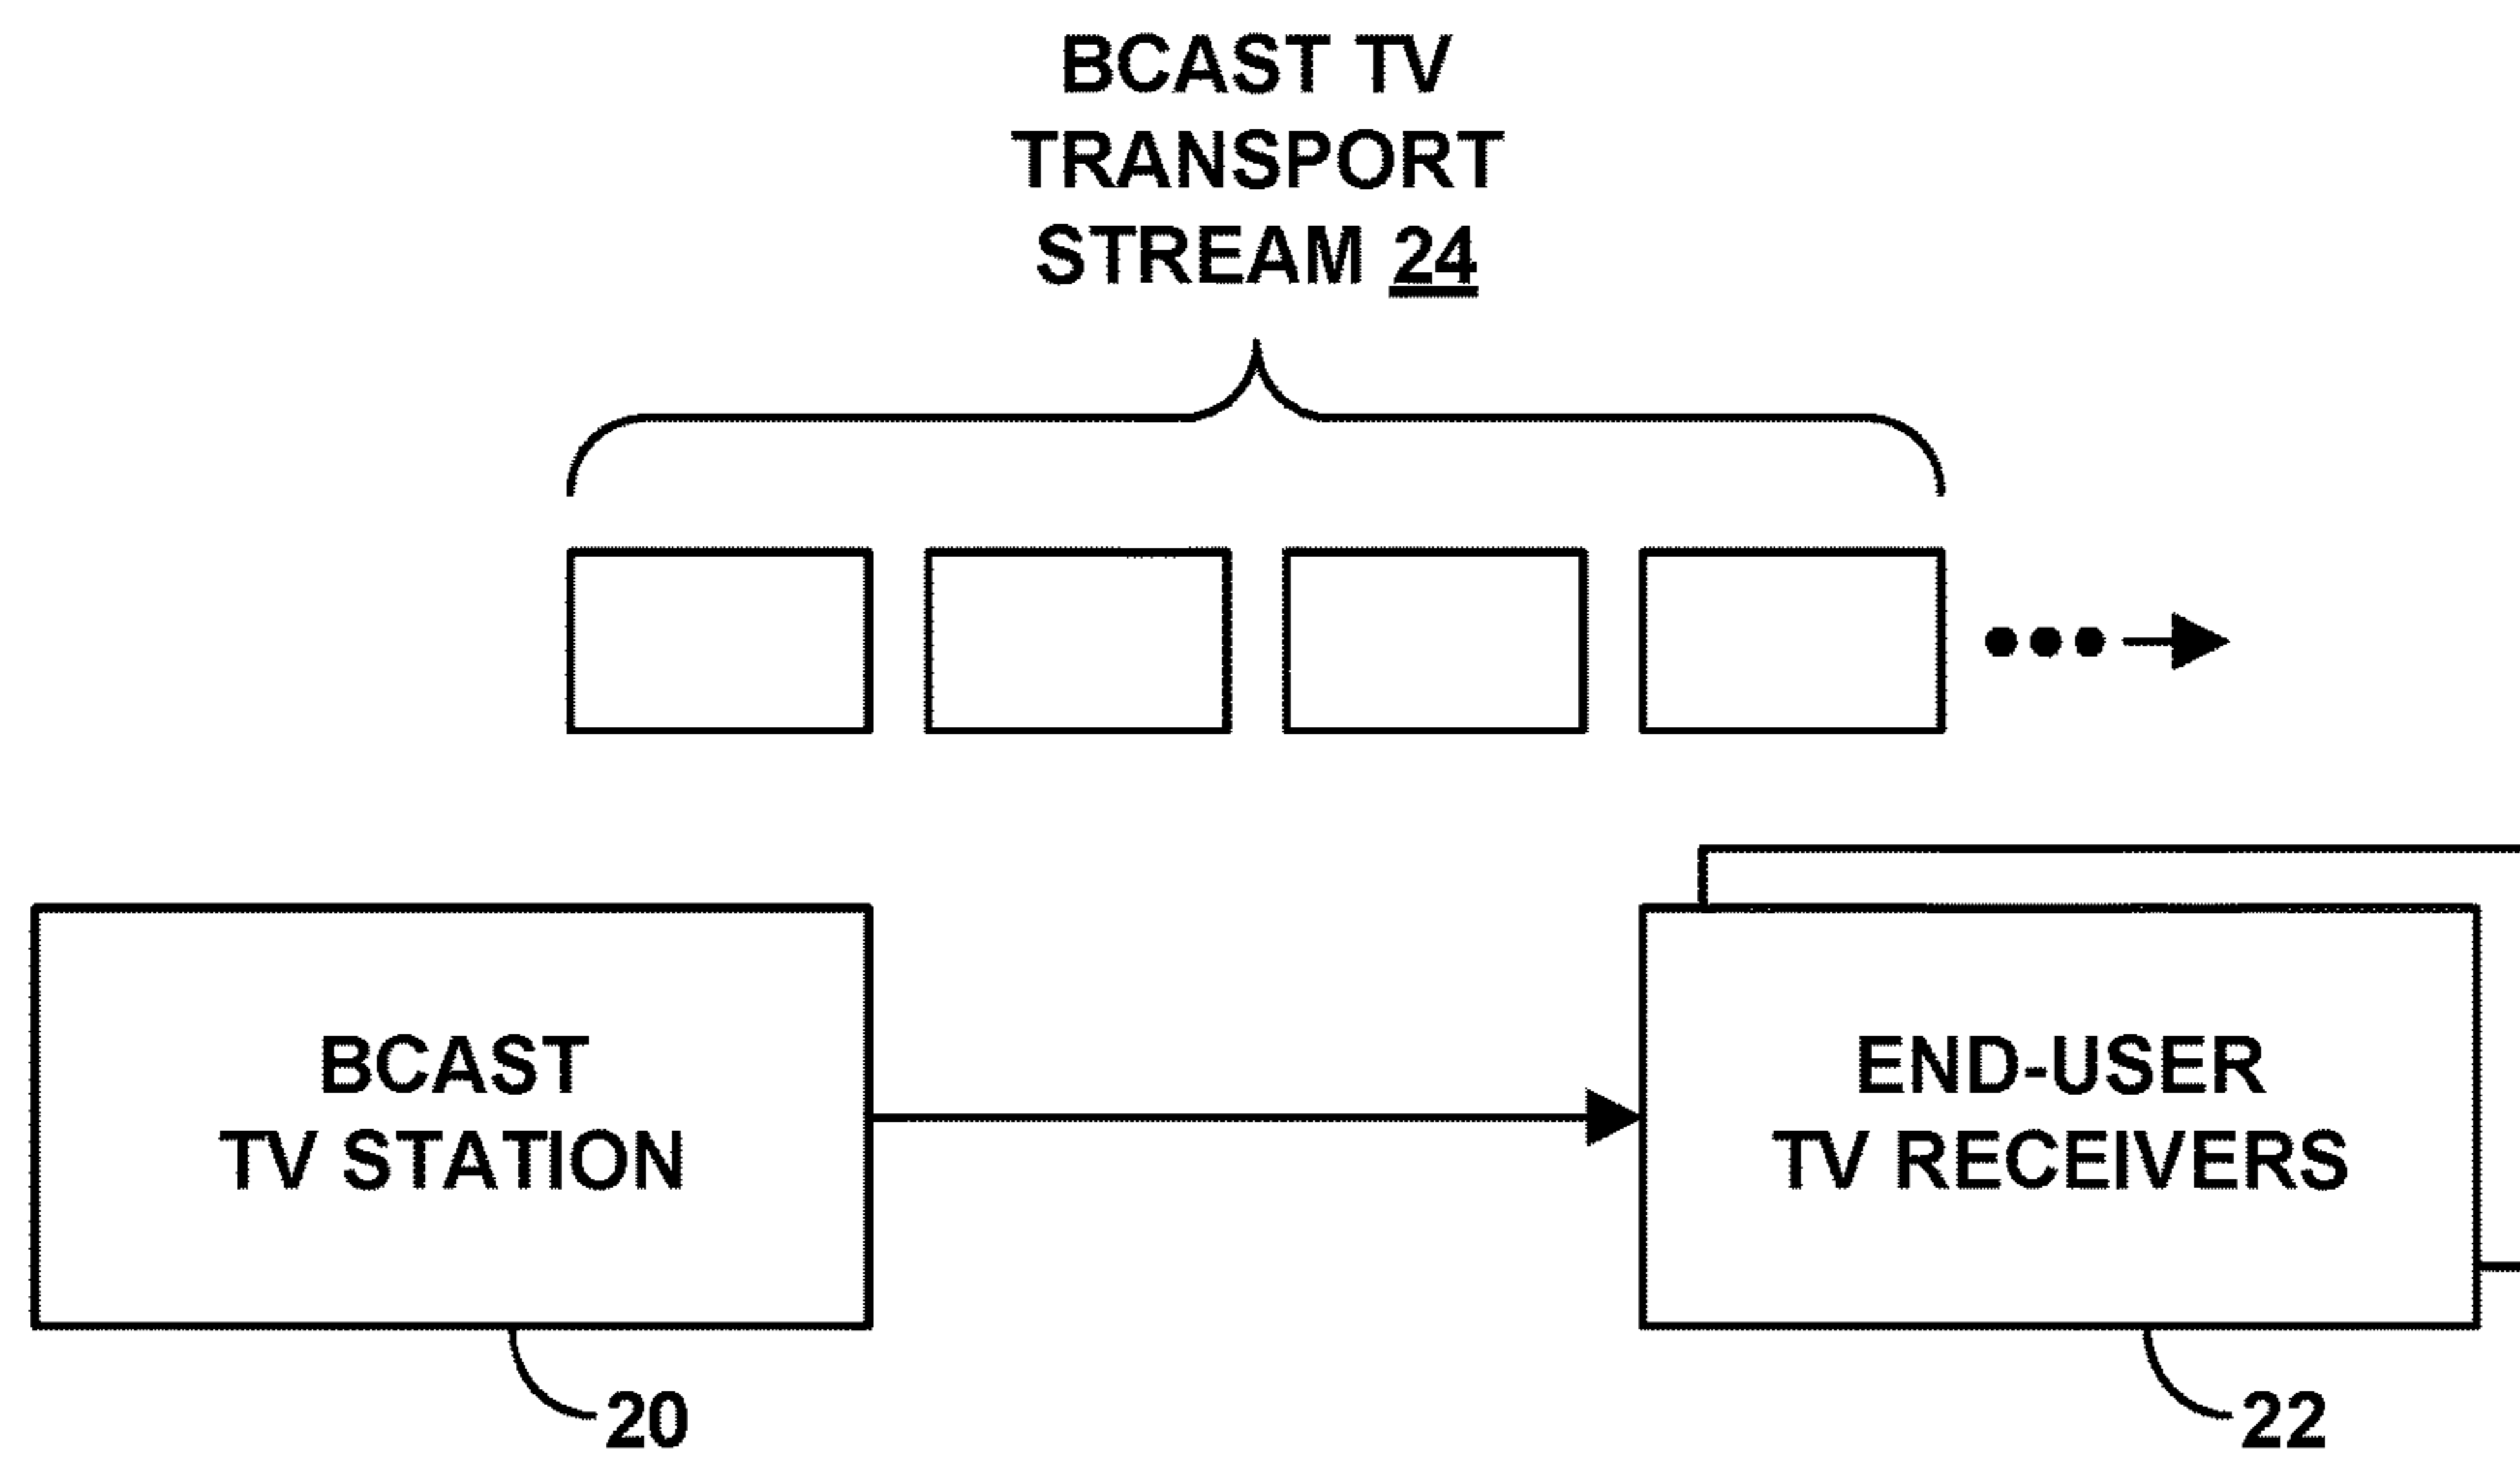 BCAST TV
TRANSPORT
STREAM 24
BCAST
TV STATION
END-USER
TV RECEIVERS
20
22